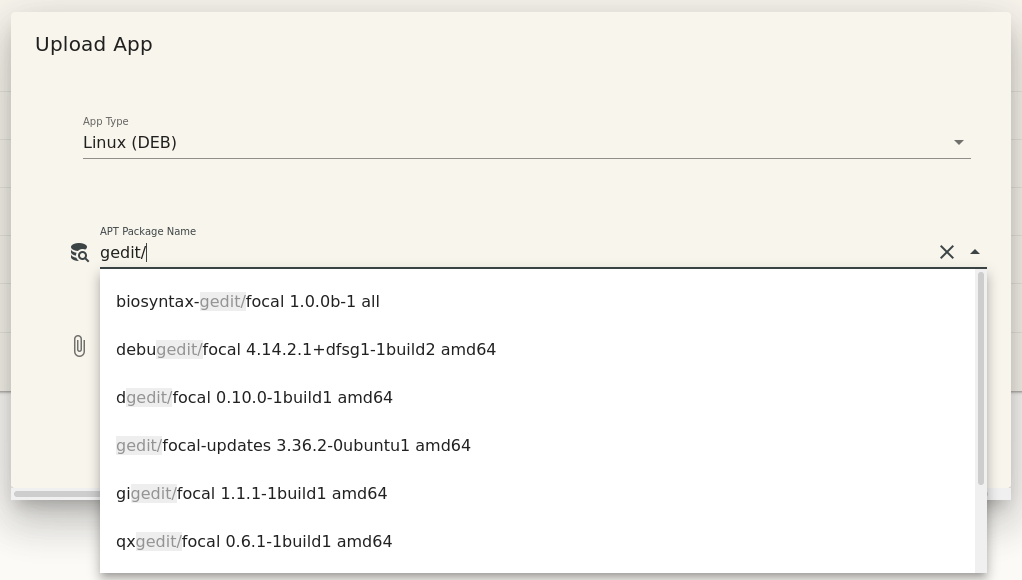 Upload App
App Type
Linux (DEB)
APT Package Name
gedit/
biosyntax-gedit/focal 1.0.0b-1 all
debugedit/focal 4.14.2.1+dfsg1-1build2 amd64
dgedit/focal 0.10.0-1build1 amd64
gedit/focal-updates 3.36.2-0ubuntu1 amd64
gigedit/focal 1.1.1-1build1 amd64
qxgedit/focal 0.6.1-1build1 amd64